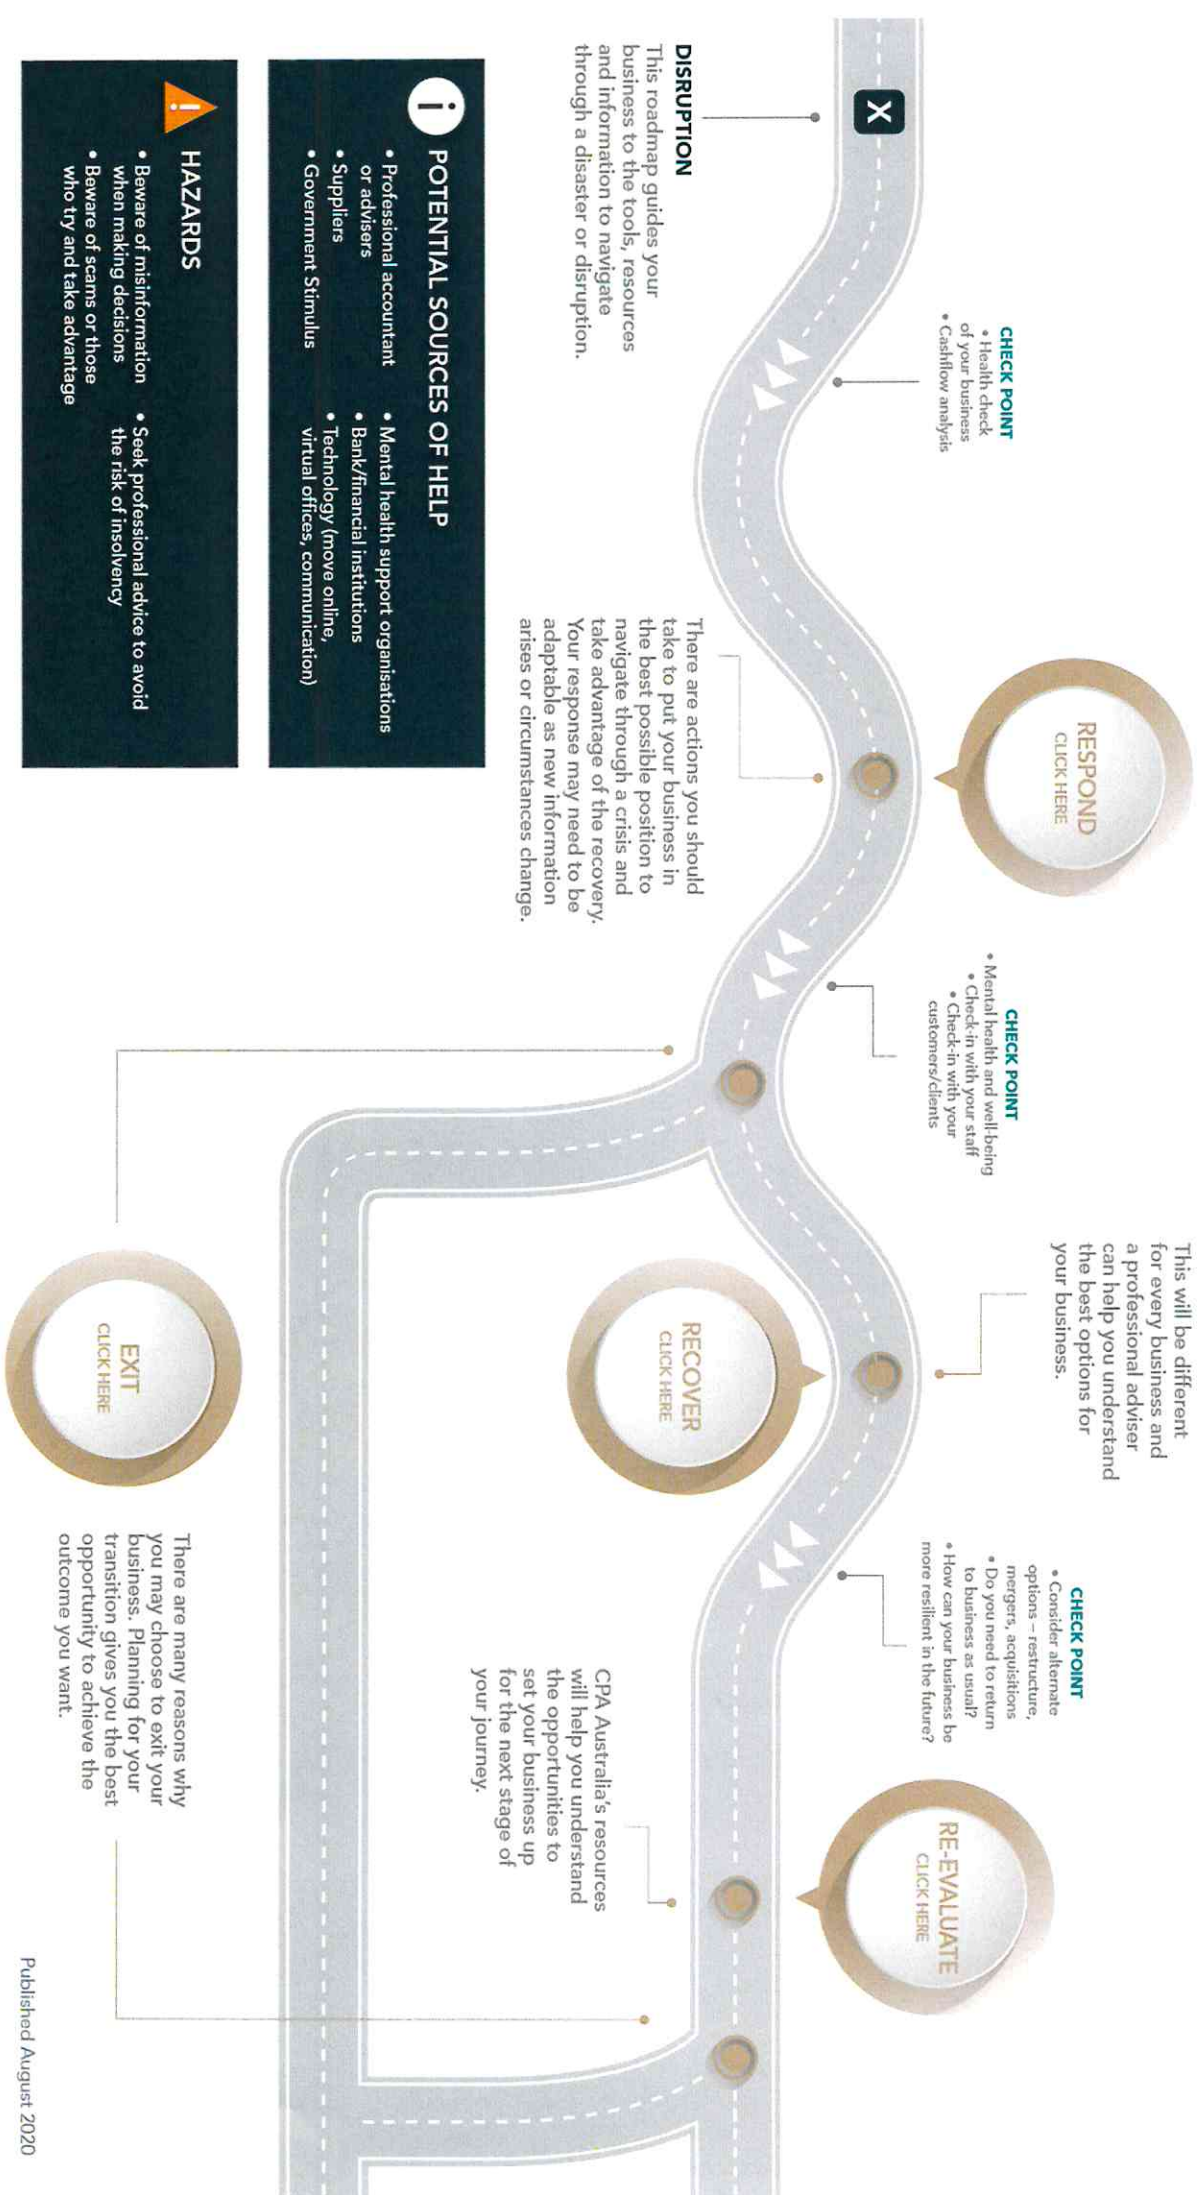 X
DISRUPTION
This roadmap guides your
business to the tools, resources
and information to navigate
through a disaster or disruption.
CHECK POINT
• Health check
of your business
• Cashflow analysis
RESPOND
CLICK HERE
There are actions you should
take to put your business in
the best possible position to
navigate through a crisis and
take advantage of the recovery.
Your response may need to be
adaptable as new information
arises or circumstances change.
CHECK POINT
• Mental health and well-being
• Check-in with your staff
• Check-in with your
customers/clients
This will be different
for every business and
a professional adviser
can help you understand
the best options for
your business.
RECOVER
CLICK HERE
CHECK POINT
• Consider alternate
options – restructure,
mergers, acquisitions
• Do you need to return
to business as usual?
• How can your business be
more resilient in the future?
RE-EVALUATE
CLICK HERE
CPA Australia's resources
will help you understand
the opportunities to
set your business up
for the next stage of
your journey.
i POTENTIAL SOURCES OF HELP
• Professional accountant
or advisers
• Suppliers
• Government Stimulus
• Mental health support organisations
• Bank/financial institutions
• Technology (move online,
virtual offices, communication)
! HAZARDS
• Beware of misinformation
when making decisions
• Beware of scams or those
who try and take advantage
• Seek professional advice to avoid
the risk of insolvency
EXIT
CLICK HERE
There are many reasons why
you may choose to exit your
business. Planning for your
transition gives you the best
opportunity to achieve the
outcome you want.
Published August 2020